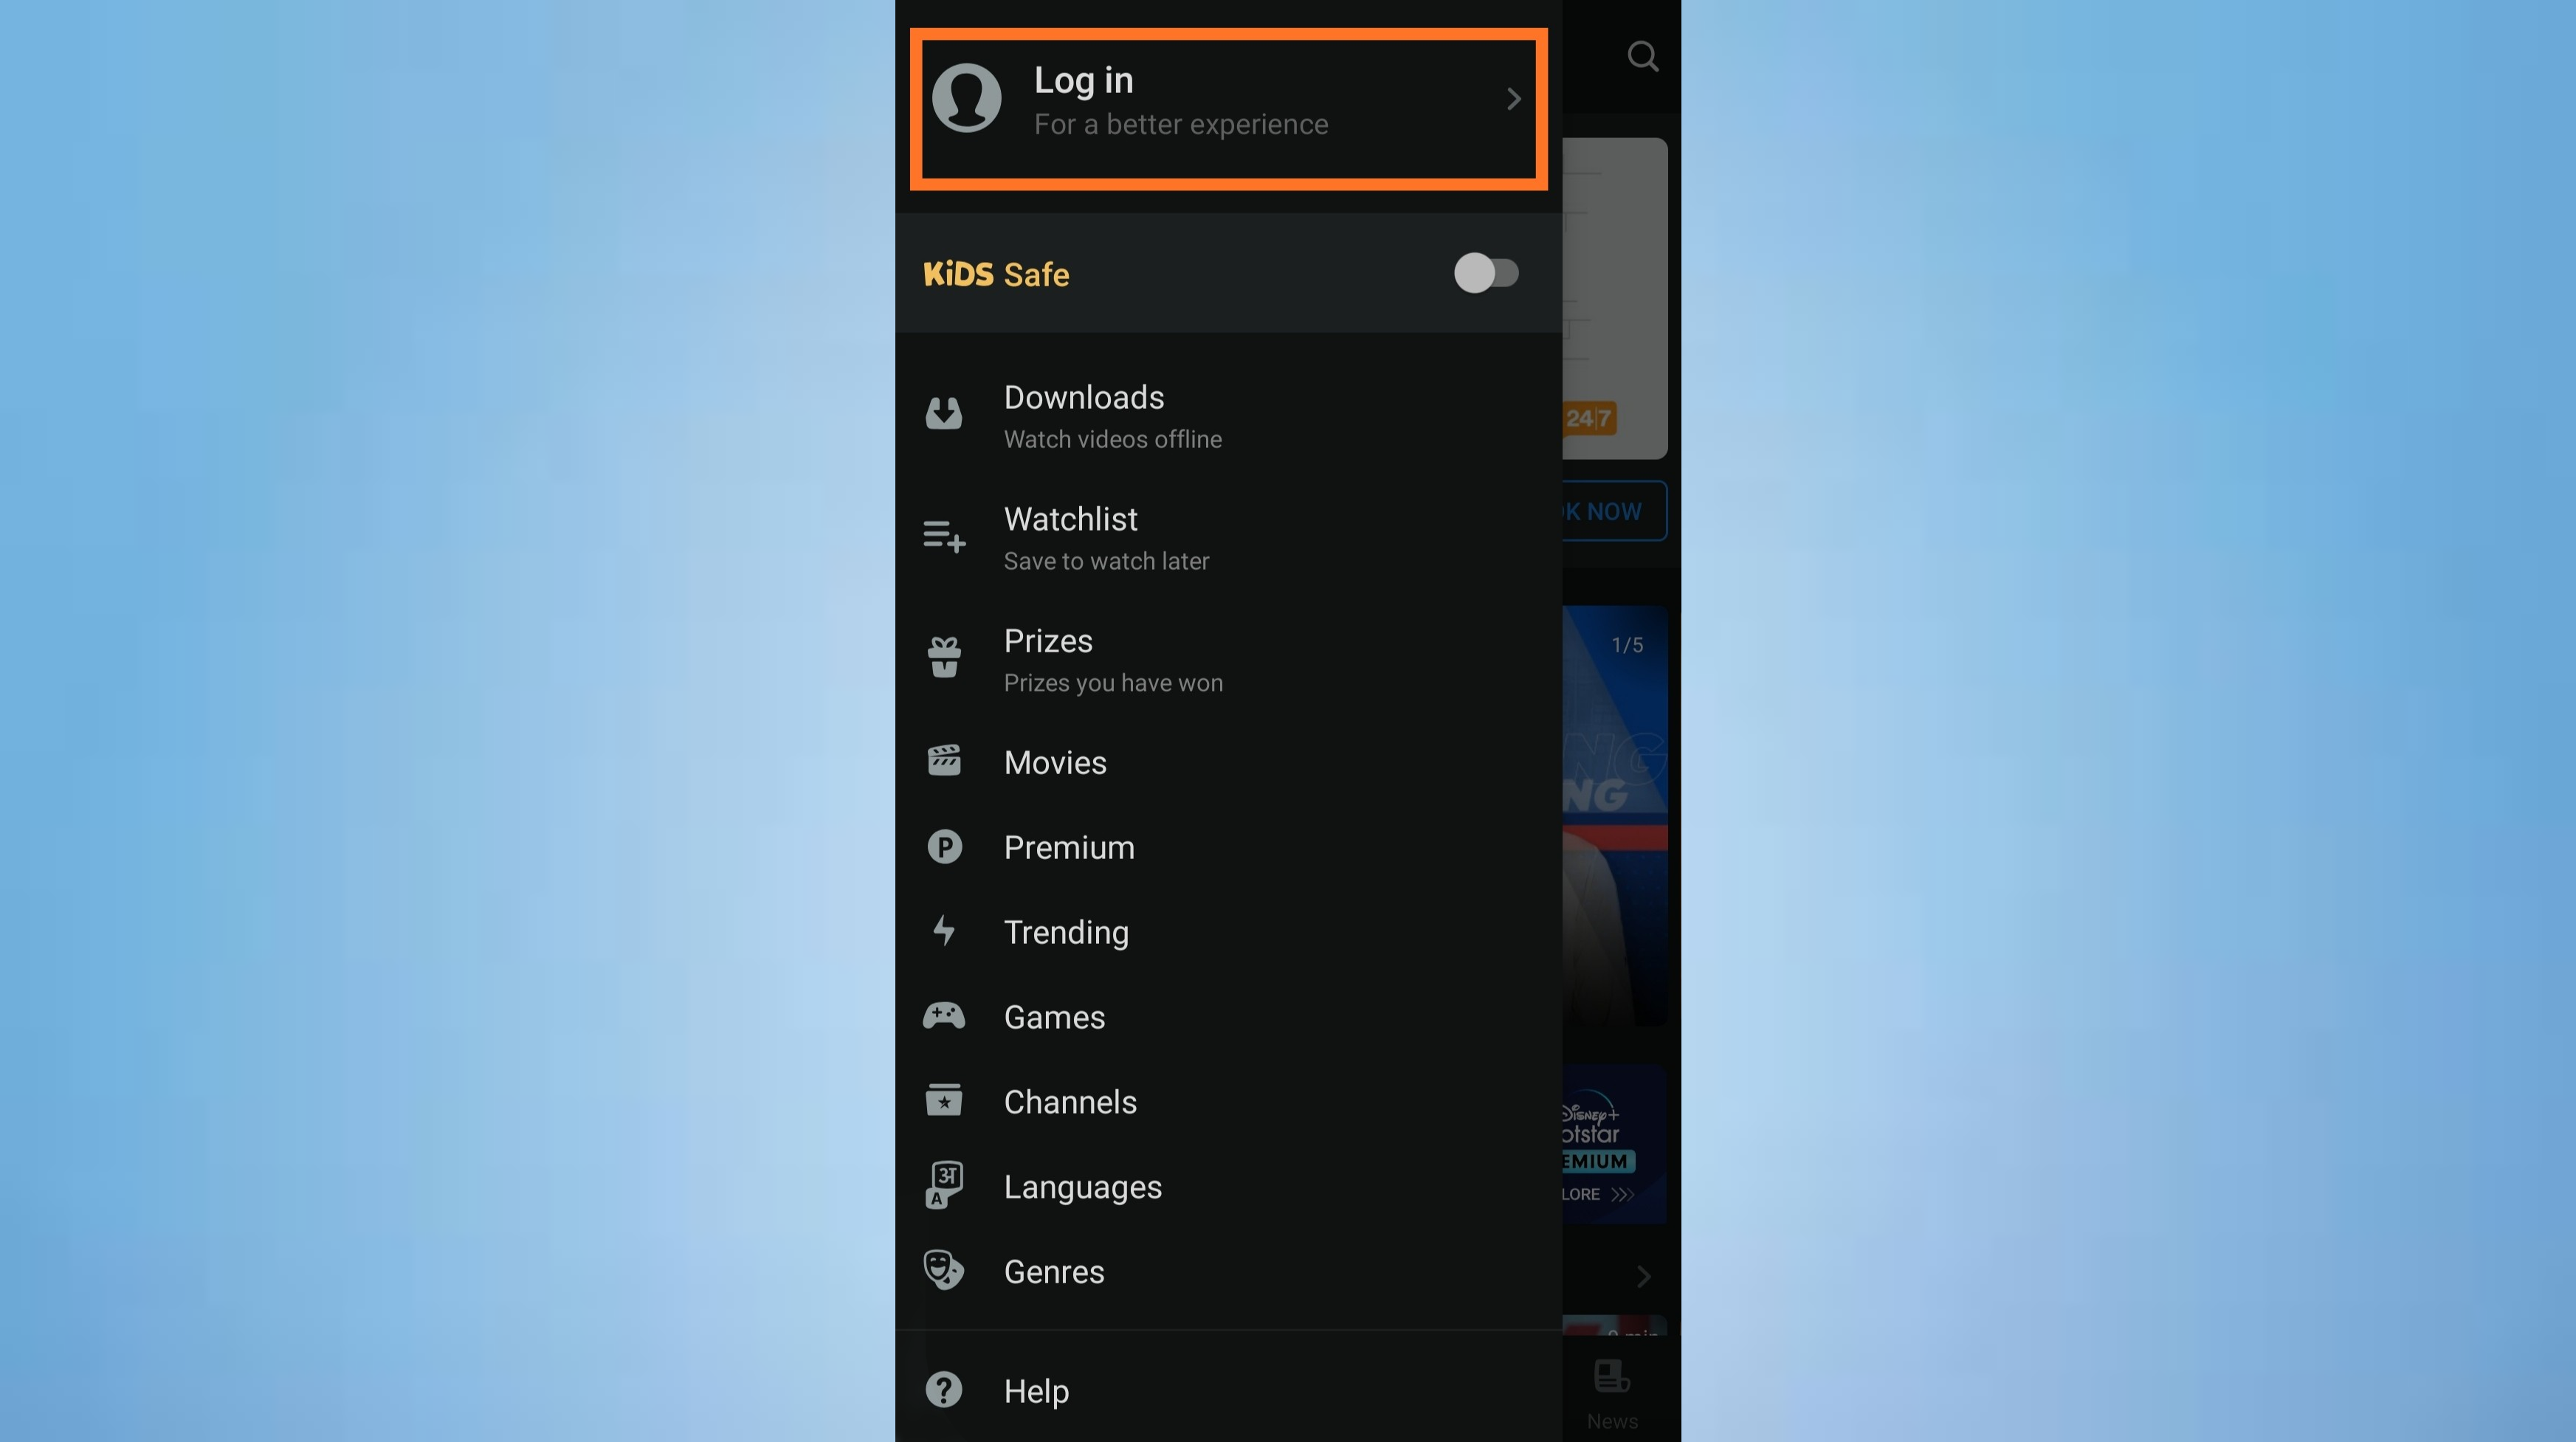 Log in
For a better experience
KiDS Safe
Downloads
Watch videos offline
Watchlist
Save to watch later
Prizes
Prizes you have won
Movies
P
Premium
Trending
Games
Channels
अ
A
Languages
Genres
?
Help
24|7
K NOW
1/5
NG
NG
Disney+
otstar
EMIUM
LORE
News